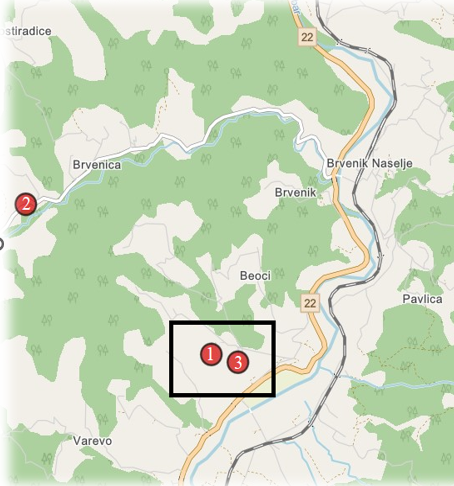 22
stiradice
Brvenica
Brvenik Naselje
Brvenik
2
Beoci
22
Pavlica
1
3
Varevo